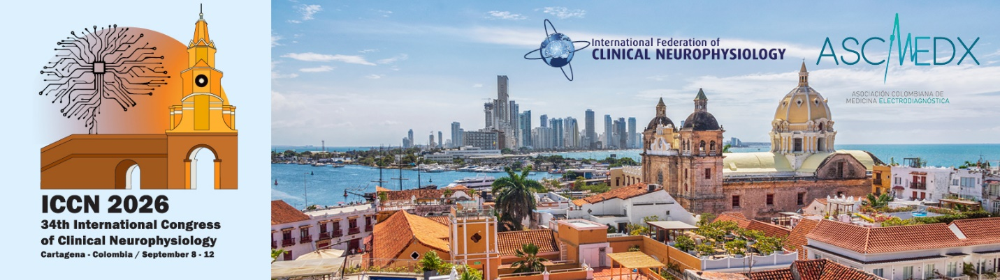 ICCN 2026
34th International Congress
of Clinical Neurophysiology
Cartagena - Colombia / September 8 - 12
International Federation of
CLINICAL NEUROPHYSIOLOGY
ASCMEDX
ASOCIACIÓN COLOMBIANA DE
MEDICINA ELECTRODIAGNÓSTICA